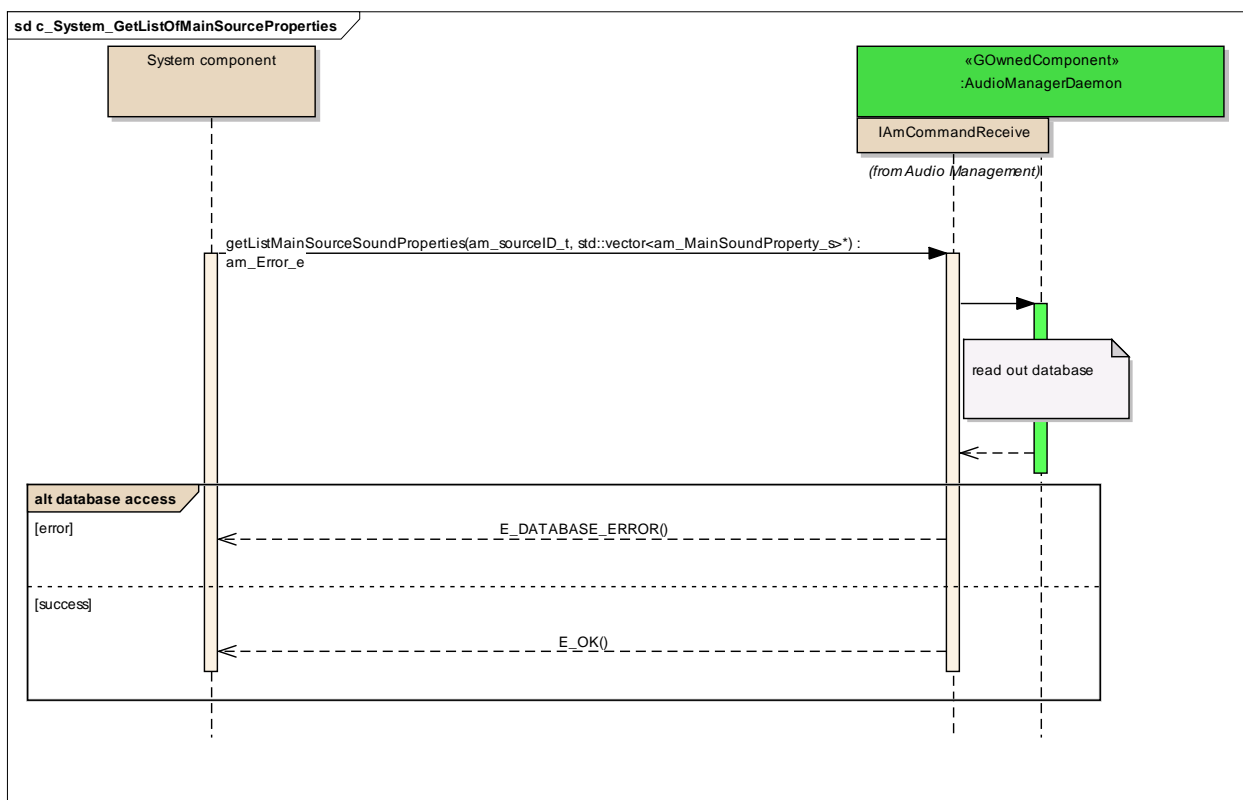 sd c_System_GetListOfMainSourceProperties
System component
«GOwnedComponent»
:AudioManagerDaemon
IAmCommandReceive
(from Audio Management)
getListMainSourceSoundProperties(am_sourceID_t, std::vector<am_MainSoundProperty_s>*) :
am_Error_e
read out database
alt database access
[error]
E_DATABASE_ERROR()
[success]
E_OK()